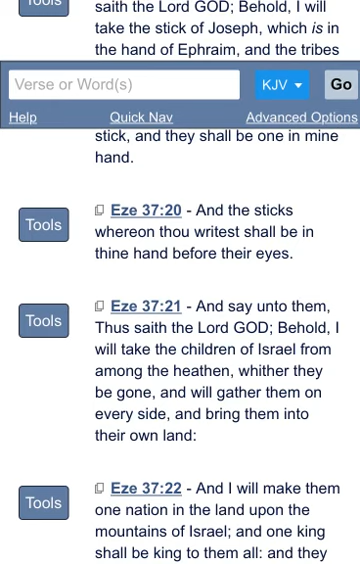 Tools
saith the Lord GOD; Behold, I will
take the stick of Joseph, which is in
the hand of Ephraim, and the tribes
Verse or Word(s)
KJV
Go
Help
Quick Nav
Advanced Options
stick, and they shall be one in mine
hand.
Tools
Eze 37:20 - And the sticks
whereon thou writest shall be in
thine hand before their eyes.
Tools
Eze 37:21 - And say unto them,
Thus saith the Lord GOD; Behold, I
will take the children of Israel from
among the heathen, whither they
be gone, and will gather them on
every side, and bring them into
their own land:
Tools
Eze 37:22 - And I will make them
one nation in the land upon the
mountains of Israel; and one king
shall be king to them all: and they